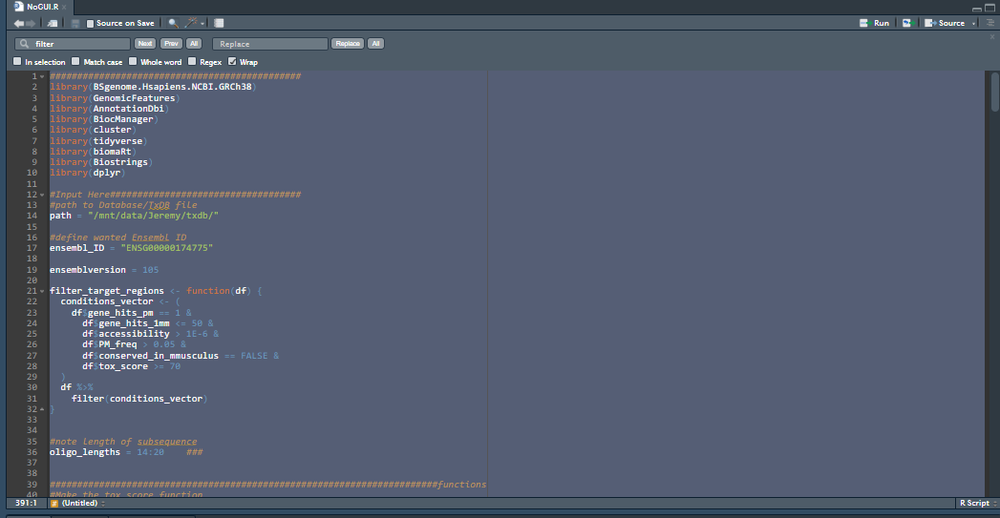 NoGUI.R ×
Source on Save
Run
Source
filter
Next
Prev
All
Replace
Replace
All
In selection
Match case
Whole word
Regex
Wrap
1 ##############################################
2 library(BSgenome.Hsapiens.NCBI.GRCh38)
3 library(GenomicFeatures)
4 library(AnnotationDbi)
5 library(BiocManager)
6 library(cluster)
7 library(tidyverse)
8 library(biomaRt)
9 library(Biostrings)
10 library(dplyr)
11
12 #Input Here###################################
13 #path to Database/TxDB file
14 path = "/mnt/data/Jeremy/txdb/"
15
16 #define wanted Ensembl ID
17 ensembl_ID = "ENSG00000174775"
18
19 ensemblversion = 105
20
21 filter_target_regions <- function(df) {
22 conditions_vector <- (
23 df$gene_hits_pm == 1 &
24 df$gene_hits_1mm <= 50 &
25 df$accessibility > 1E-6 &
26 df$PM_freq > 0.05 &
27 df$conserved_in_mmusculus == FALSE &
28 df$tox_score >= 70
29 )
30 df %>%
31 filter(conditions_vector)
32 }
33
34
35 #note length of subsequence
36 oligo_lengths = 14:20 ###
37
38
39 #######################################################################functions
40 #Make the tox score function
391:1
# (Untitled)
R Script